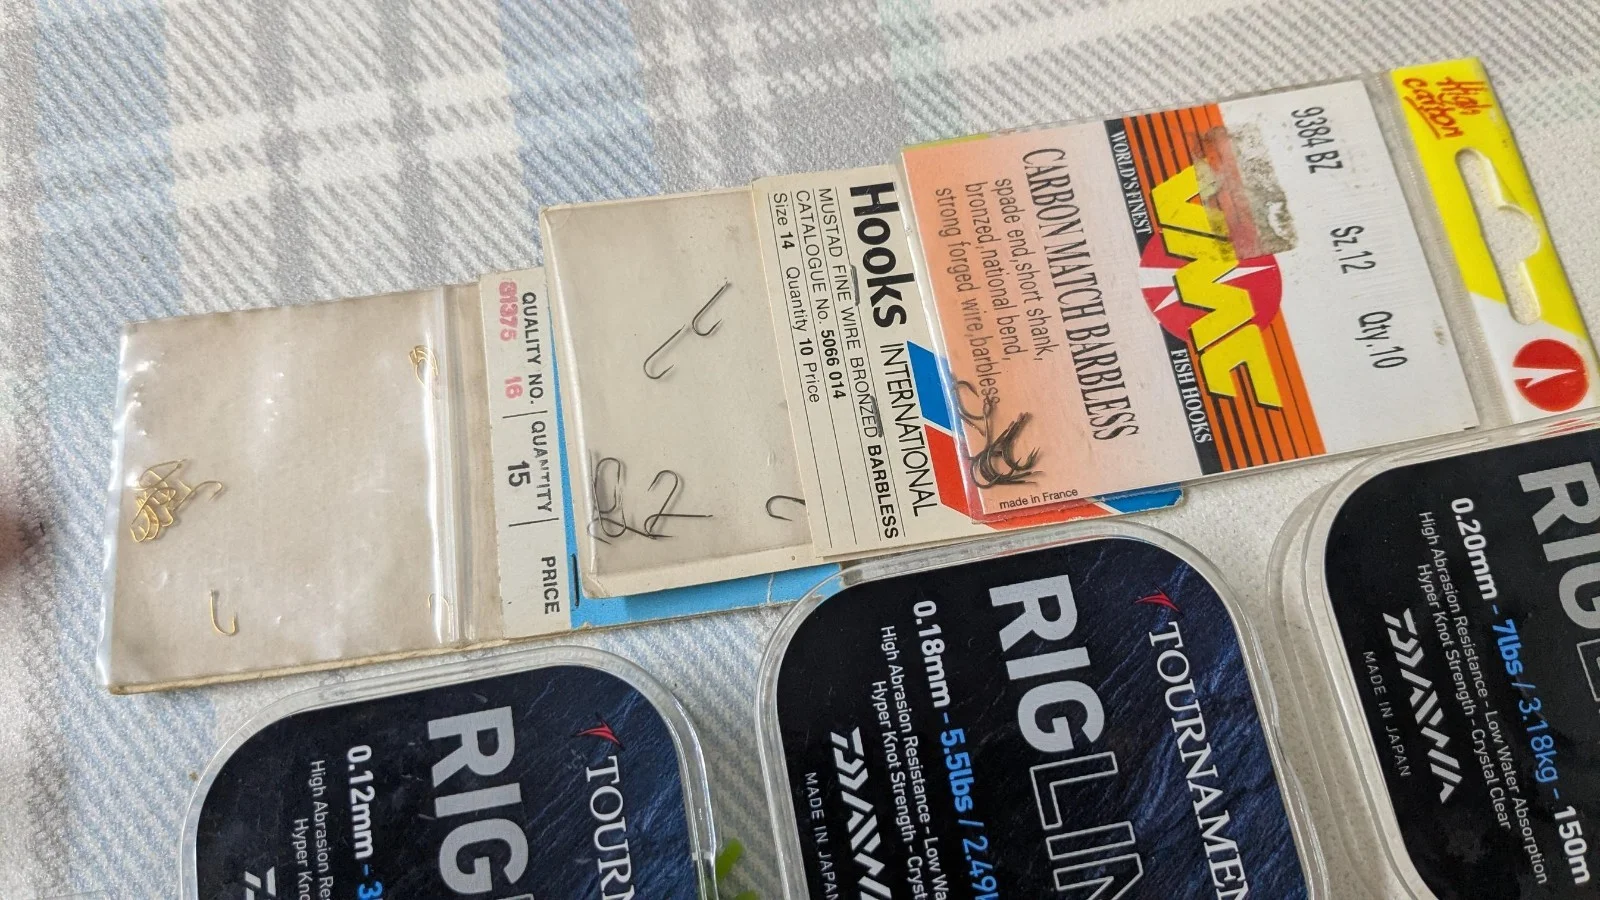 High
carbon
9384 BZ Sz.12 Qty.10
WORLD'S FINEST
VMC
FISH HOOKS
CARBON MATCH BARBLESS
spade end,short shank,
bronzed,national bend,
strong forged wire,barbless
made in France
Hooks INTERNATIONAL
MUSTAD FINE WIRE BRONZED BARBLESS
CATALOGUE No. 5066 014
Size 14 Quantity 10 Price
QUALITY NO. QUANTITY PRICE
31375 16 15
TOURN
RIG
0.12mm - 3
High Abrasion Re
Hyper Kno
TOURNAMEN
RIGLIN
0.18mm - 5.5lbs / 2.49
High Abrasion Resistance - Low Wa
Hyper Knot Strength - Cryst
DAIWA
MADE IN JAPAN
RIG
0.20mm - 7lbs / 3.18kg - 150m
High Abrasion Resistance - Low Water Absorption
Hyper Knot Strength - Crystal Clear
DAIWA
MADE IN JAPAN